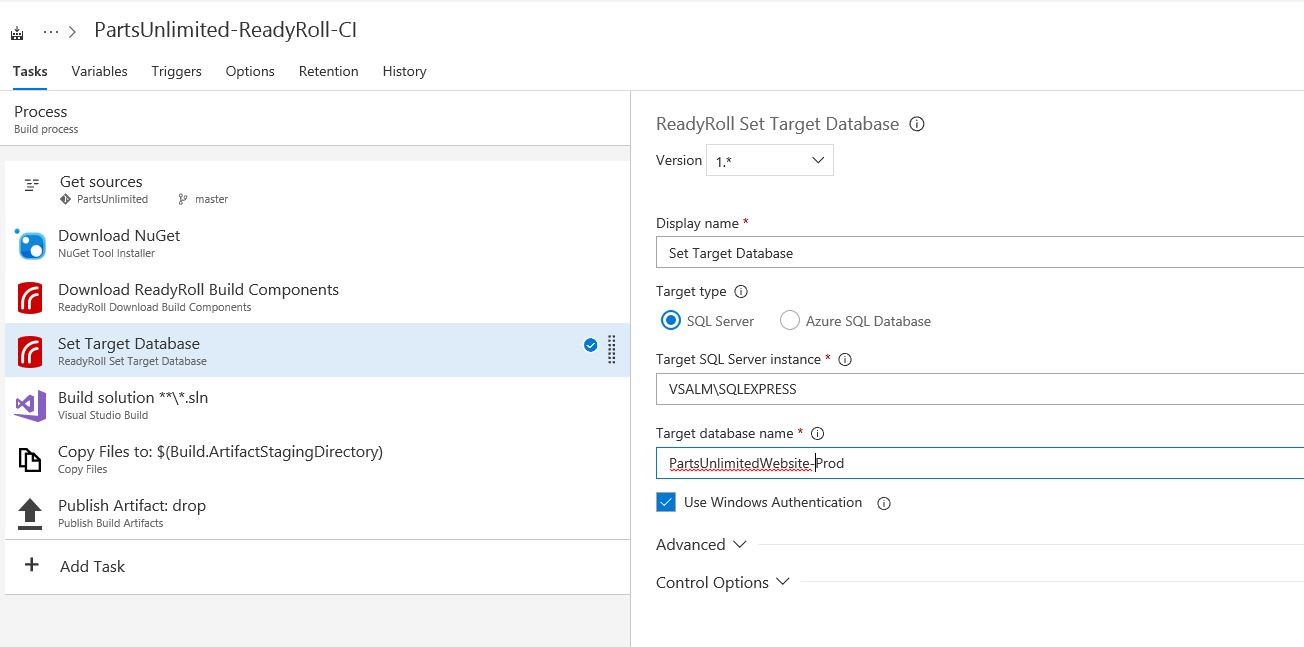 ··· > PartsUnlimited-ReadyRoll-CI
Tasks Variables Triggers Options Retention History
Process
Build process
Get sources
PartsUnlimited master
Download NuGet
NuGet Tool Installer
Download ReadyRoll Build Components
ReadyRoll Download Build Components
Set Target Database
ReadyRoll Set Target Database
Build solution **\*.sln
Visual Studio Build
Copy Files to: $(Build.ArtifactStagingDirectory)
Copy Files
Publish Artifact: drop
Publish Build Artifacts
+ Add Task
ReadyRoll Set Target Database
Version 1.*
Display name *
Set Target Database
Target type
SQL Server Azure SQL Database
Target SQL Server instance *
VSALM\SQLEXPRESS
Target database name *
PartsUnlimitedWebsite-Prod
Use Windows Authentication
Advanced
Control Options